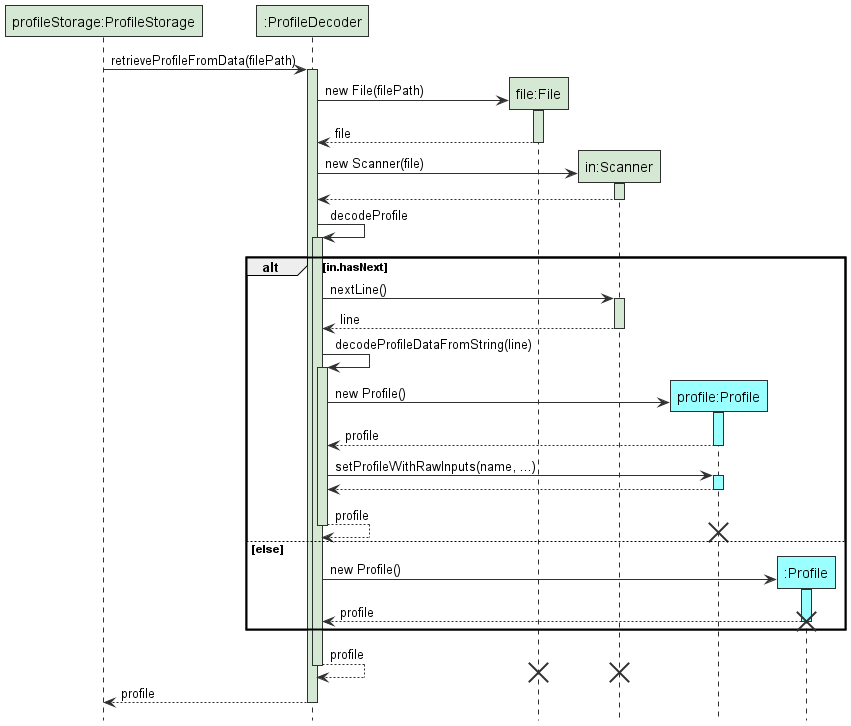 profileStorage:ProfileStorage
:ProfileDecoder
retrieveProfileFromData(filePath)
new File(filePath)
file:File
file
new Scanner(file)
in:Scanner
decodeProfile
alt
[in.hasNext]
nextLine()
line
decodeProfileDataFromString(line)
new Profile()
profile:Profile
profile
setProfileWithRawInputs(name, ...)
profile
[else]
new Profile()
:Profile
profile
profile
profile